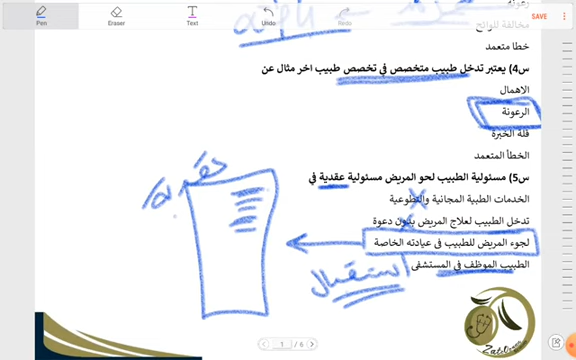 SAVE
Pen
Eraser
Text
Undo
Redo
رعونة
مخالفة للوائح
خطا متعمد
س4) يعتبر تدخل طبيب متخصص في تخصص طبيب اخر مثال عن
الاهمال
الرعونة
قلة الخبرة
الخطأ المتعمد
س5) مسئولية الطبيب لحو المريض مسئولية عقدية في
الخدمات الطبية المجانية والتطوعية
تدخل الطبيب لعلاج المريض بدون دعوة
لجوء المريض للطبيب في عيادته الخاصة
الطبيب الموظف في المستشفى
استقبال
1 / 6